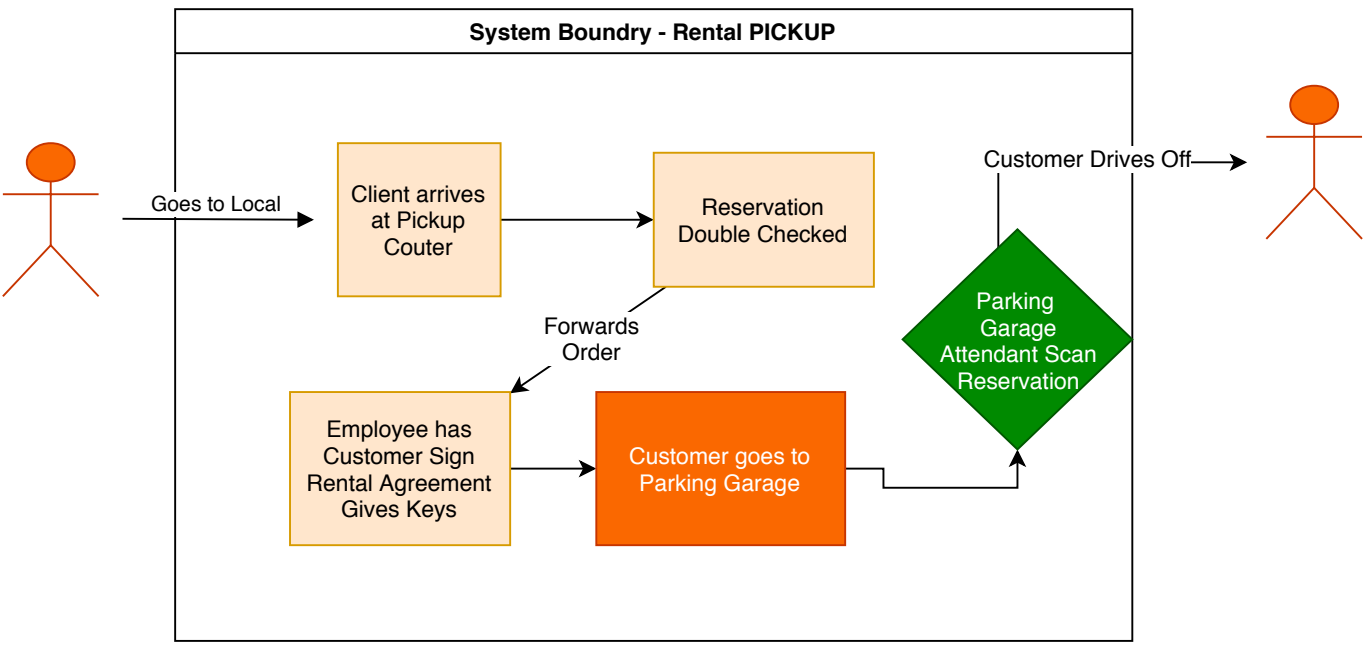 System Boundry - Rental PICKUP
Goes to Local
Client arrives
at Pickup
Couter
Reservation
Double Checked
Customer Drives Off
Forwards
Order
Parking
Garage
Attendant Scan
Reservation
Employee has
Customer Sign
Rental Agreement
Gives Keys
Customer goes to
Parking Garage